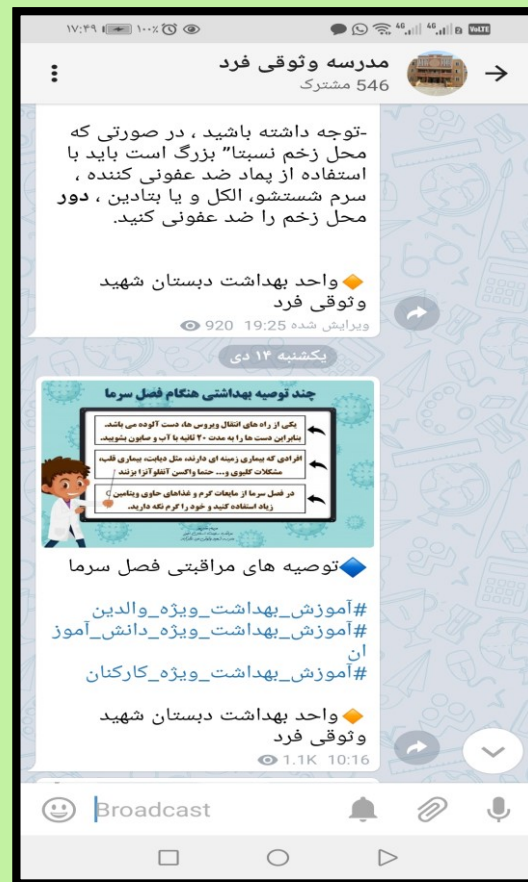 ۱۷:۴۹ ۱۰۰٪ 4G 4G VoLTE
مدرسه وثوقی فرد
546 مشترک
-توجه داشته باشید ، در صورتی که
محل زخم نسبتا" بزرگ است باید با
استفاده از پماد ضد عفونی کننده ،
سرم شستشو، الکل و یا بتادین ، دور
محل زخم را ضد عفونی کنید.
واحد بهداشت دبستان شهید
وثوقی فرد
920 ویرایش شده 19:25
یکشنبه ۱۴ دی
چند توصیه بهداشتی هنگام فصل سرما
یکی از راه های انتقال ویروس ها، دست آلوده می باشد.
بنابراین دست ها را به مدت ۲۰ ثانیه با آب و صابون بشویید.
افرادی که بیماری زمینه ای دارند، مثل دیابت، بیماری قلب،
مشکلات کلیوی و... حتما واکسن آنفلوآنزا بزنند
در فصل سرما از مایعات گرم و غذاهای حاوی ویتامین C
زیاد استفاده کنید و خود را گرم نگه دارید.
توصیه های مراقبتی فصل سرما
#آموزش_بهداشت_ویژه_والدین
#آموزش_بهداشت_ویژه_دانش_آموز
ان
#آموزش_بهداشت_ویژه_کارکنان
واحد بهداشت دبستان شهید
وثوقی فرد
1.1K 10:16
Broadcast